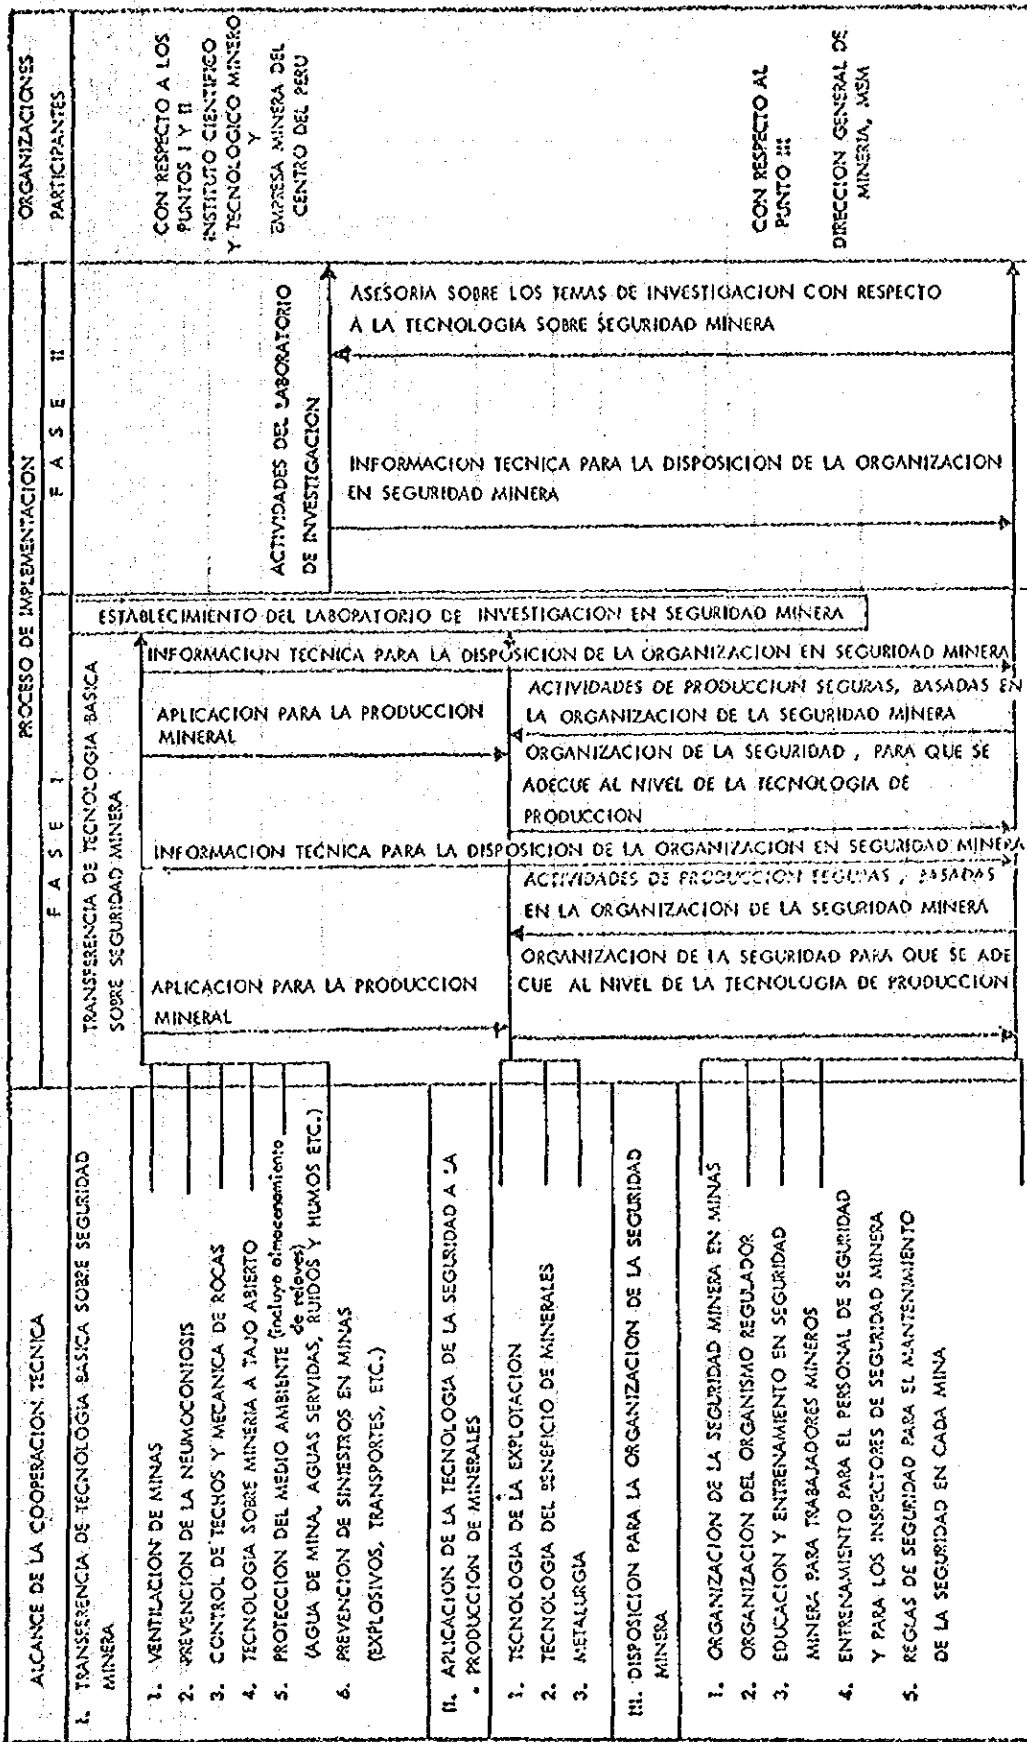 ALCANCE DE LA COOPERACION TECNICA
I. TRANSFERENCIA DE TECNOLOGIA BASICA SOBRE SEGURIDAD
MINERA
1. VENTILACION DE MINAS
2. PREVENCION DE LA NEUMOCONIOSIS
3. CONTROL DE TECHOS Y MECANICA DE ROCAS
4. TECNOLOGIA SOBRE MINERIA A TAJO ABIERTO
5. PROTECCION DEL MEDIO AMBIENTE (incluyo almacenamiento
de relaves)
(AGUA DE MINA, AGUAS SERVIDAS, RUIDOS Y HUMOS ETC.)
6. PREVENCION DE SINIESTROS EN MINAS
(EXPLOSIVOS, TRANSPORTES, ETC.)
II. APLICACION DE LA TECNOLOGIA DE LA SEGURIDAD A LA
PRODUCCION DE MINERALES
1. TECNOLOGIA DE LA EXPLOTACION
2. TECNOLOGIA DEL BENEFICIO DE MINERALES
3. METALURGIA
III. DISPOSICION PARA LA ORGANIZACION DE LA SEGURIDAD
MINERA
1. ORGANIZACION DE LA SEGURIDAD MINERA EN MINAS
2. ORGANIZACION DEL ORGANISMO REGULADOR
3. EDUCACION Y ENTRENAMIENTO EN SEGURIDAD
MINERA PARA TRABAJADORES MINEROS
4. ENTRENAMIENTO PARA EL PERSONAL DE SEGURIDAD
Y PARA LOS INSPECTORES DE SEGURIDAD MINERA
5. REGLAS DE SEGURIDAD PARA EL MANTENIMIENTO
DE LA SEGURIDAD EN CADA MINA
PROCESO DE IMPLEMENTACION
F A S E I
F A S E II
TRANSFERENCIA DE TECNOLOGIA BASICA
SOBRE SEGURIDAD MINERA
ESTABLECIMIENTO DEL LABORATORIO DE INVESTIGACION EN SEGURIDAD MINERA
INFORMACION TECNICA PARA LA DISPOSICION DE LA ORGANIZACION EN SEGURIDAD MINERA
APLICACION PARA LA PRODUCCION
MINERAL
ACTIVIDADES DE PRODUCCION SEGURAS, BASADAS EN
LA ORGANIZACION DE LA SEGURIDAD MINERA
ORGANIZACION DE LA SEGURIDAD , PARA QUE SE
ADECUE AL NIVEL DE LA TECNOLOGIA DE
PRODUCCION
INFORMACION TECNICA PARA LA DISPOSICION DE LA ORGANIZACION EN SEGURIDAD MINERA
APLICACION PARA LA PRODUCCION
MINERAL
ACTIVIDADES DE PRODUCCION SEGURAS , BASADAS
EN LA ORGANIZACION DE LA SEGURIDAD MINERA
ORGANIZACION DE LA SEGURIDAD PARA QUE SE ADE
CUE AL NIVEL DE LA TECNOLOGIA DE PRODUCCION
ACTIVIDADES DEL LABORATORIO
DE INVESTIGACION
ASESORIA SOBRE LOS TEMAS DE INVESTIGACION CON RESPECTO
A LA TECNOLOGIA SOBRE SEGURIDAD MINERA
INFORMACION TECNICA PARA LA DISPOSICION DE LA ORGANIZACION
EN SEGURIDAD MINERA
ORGANIZACIONES
PARTICIPANTES
CON RESPECTO A LOS
PUNTOS I Y II
INSTITUTO CIENTIFICO
Y TECNOLOGICO MINERO
Y
EMPRESA MINERA DEL
CENTRO DEL PERU
CON RESPECTO AL
PUNTO III
DIRECCION GENERAL DE
MINERIA, MEM